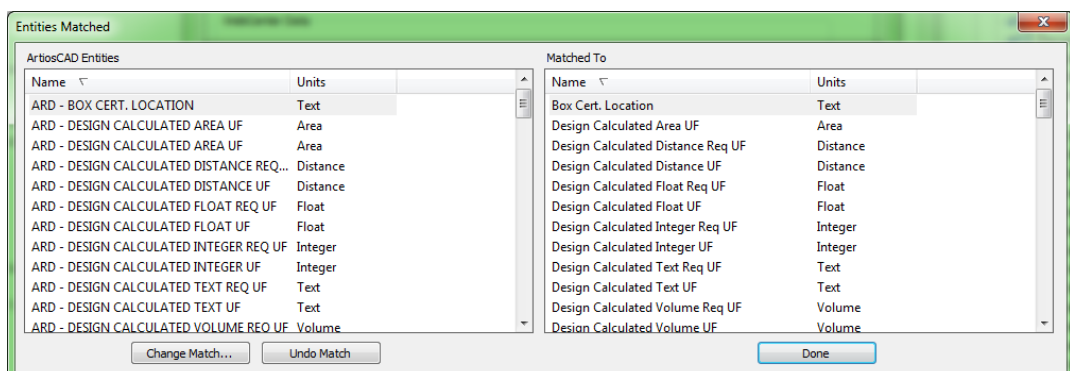 Entities Matched
ArtiosCAD Entities
Name Units
ARD - BOX CERT. LOCATION Text
ARD - DESIGN CALCULATED AREA UF Area
ARD - DESIGN CALCULATED AREA UF Area
ARD - DESIGN CALCULATED DISTANCE REQ... Distance
ARD - DESIGN CALCULATED DISTANCE UF Distance
ARD - DESIGN CALCULATED FLOAT REQ UF Float
ARD - DESIGN CALCULATED FLOAT UF Float
ARD - DESIGN CALCULATED INTEGER REQ UF Integer
ARD - DESIGN CALCULATED INTEGER UF Integer
ARD - DESIGN CALCULATED TEXT REQ UF Text
ARD - DESIGN CALCULATED TEXT UF Text
ARD - DESIGN CALCULATED VOLUME REQ UF Volume
Change Match... Undo Match
Matched To
Name Units
Box Cert. Location Text
Design Calculated Area UF Area
Design Calculated Distance Req UF Distance
Design Calculated Distance UF Distance
Design Calculated Float Req UF Float
Design Calculated Float UF Float
Design Calculated Integer Req UF Integer
Design Calculated Integer UF Integer
Design Calculated Text Req UF Text
Design Calculated Text UF Text
Design Calculated Volume Req UF Volume
Design Calculated Volume UF Volume
Done